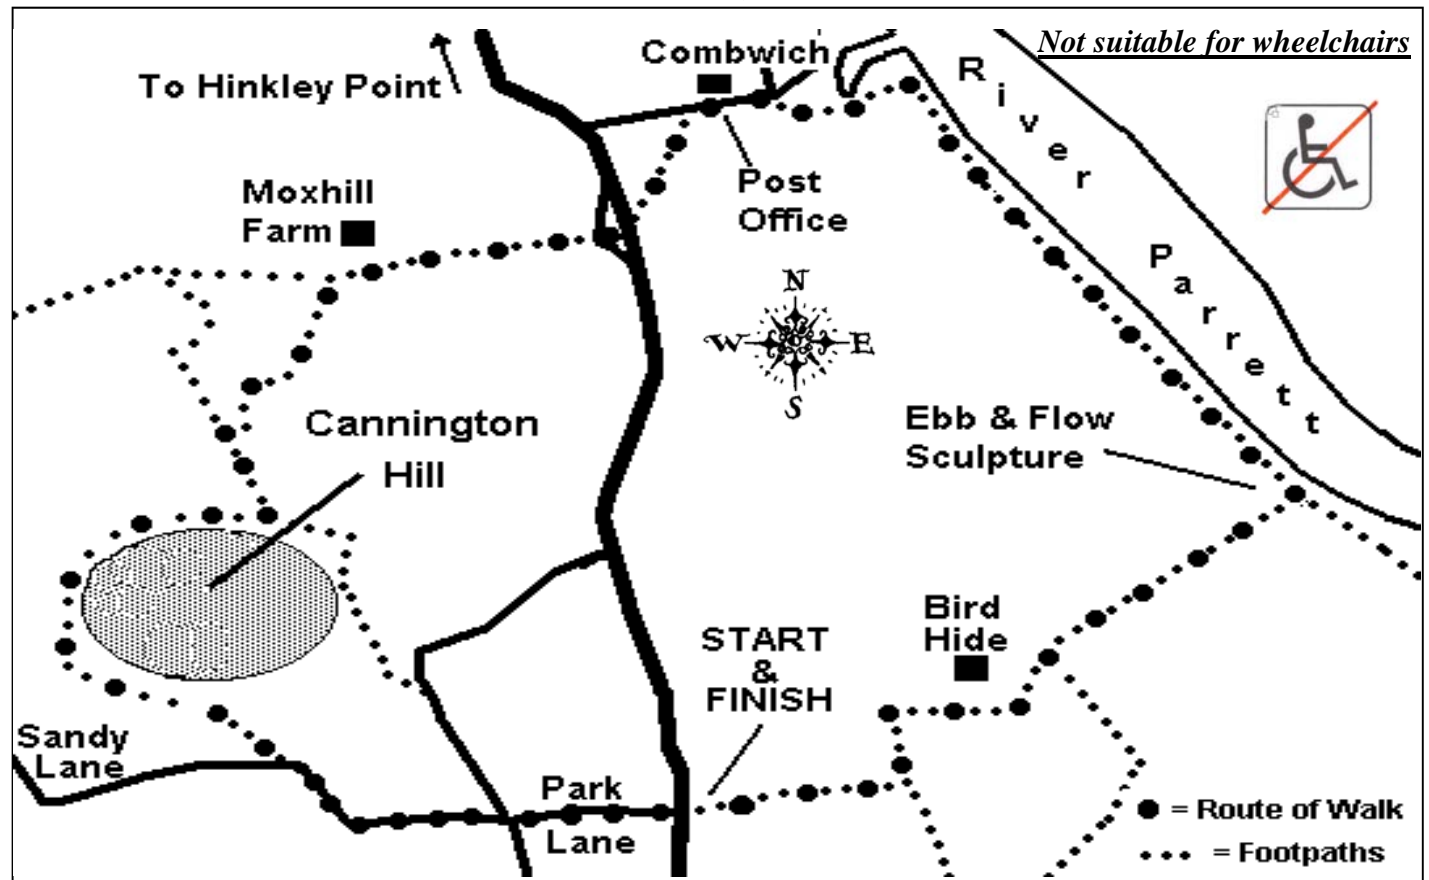 Not suitable for wheelchairs
Combwich
To Hinkley Point
River
Parrett
Moxhill
Farm
Post
Office
N
W E
S
Cannington
Hill
Ebb & Flow
Sculpture
Bird
Hide
START
&
FINISH
Sandy
Lane
Park
Lane
= Route of Walk
= Footpaths